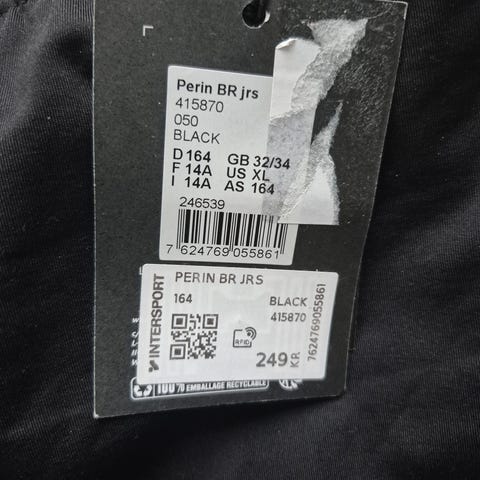 Perin BR jrs
415870
050
BLACK
D 164 GB 32/34
F 14A US XL
I 14A AS 164
246539
7 624769 055861
PERIN BR JRS
164 BLACK
415870
INTERSPORT
RFID
249 KR
7624769055861
100% EMBALLAGE RECYCLABLE